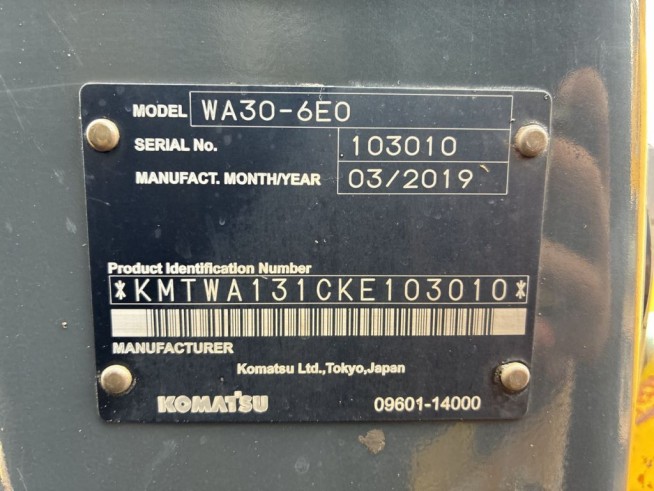 MODEL WA30-6E0
SERIAL No. 103010
MANUFACT. MONTH/YEAR 03/2019
Product Identification Number
*KMTWA131CKE103010*
MANUFACTURER
Komatsu Ltd.,Tokyo,Japan
KOMATSU 09601-14000